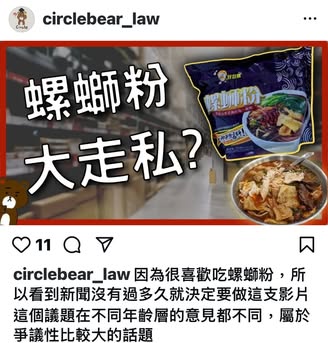 circlebear_law
螺螄粉
大走私?
螺螄粉
11
circlebear_law 因為很喜歡吃螺螄粉，所
以看到新聞沒有過多久就決定要做這支影片
這個議題在不同年齡層的意見都不同，屬於
爭議性比較大的話題